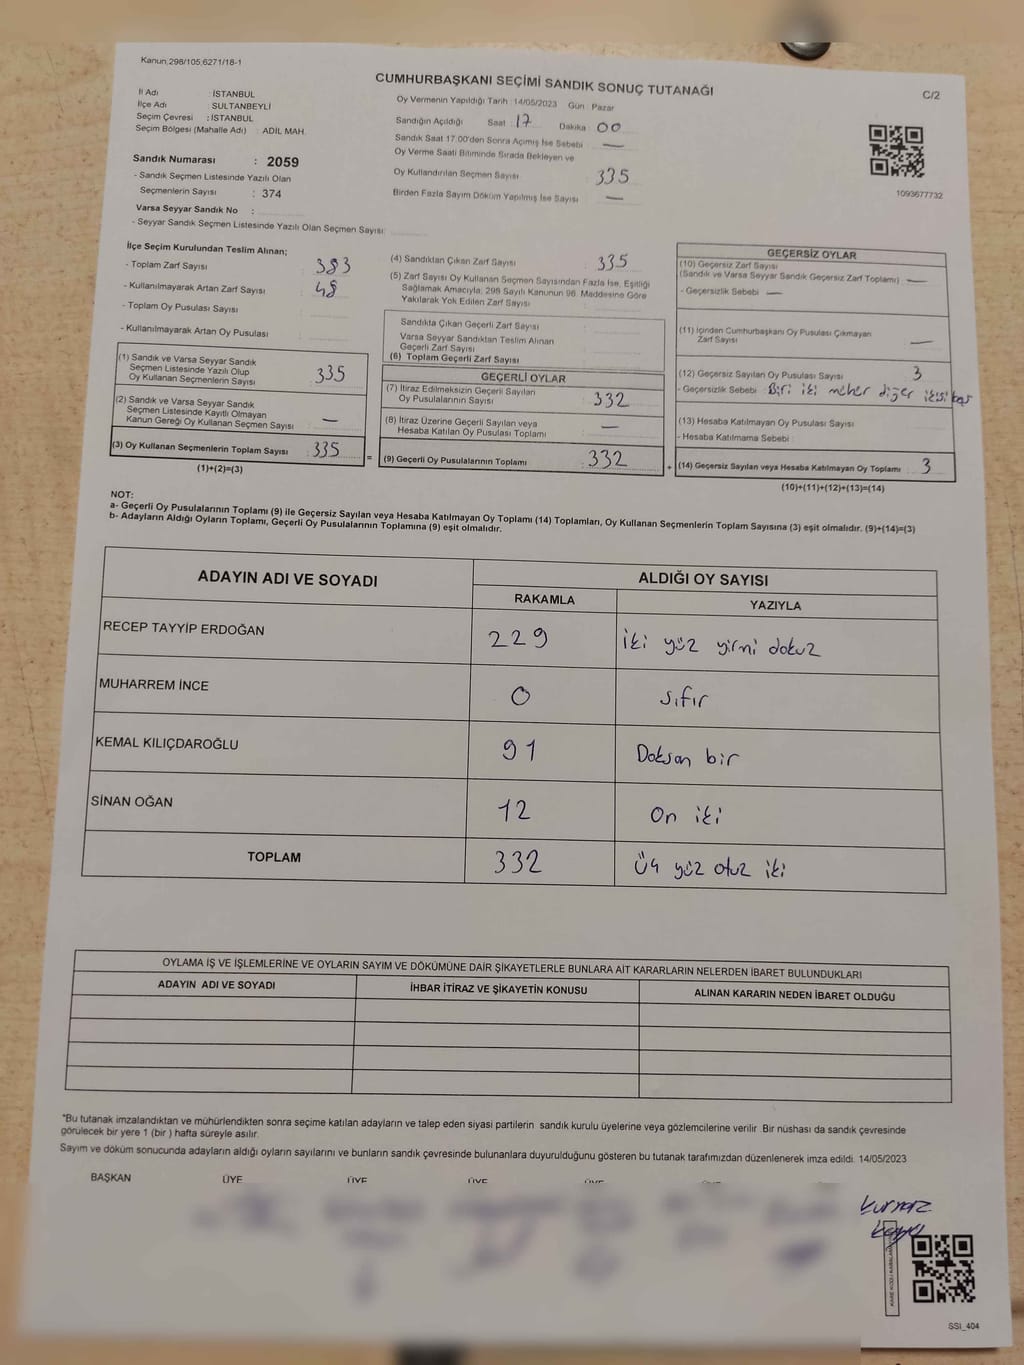 Kanun,298/105,6271/18-1
CUMHURBAŞKANI SEÇİMİ SANDIK SONUÇ TUTANAĞI
C/2
İl Adı İSTANBUL
İlçe Adı SULTANBEYLİ
Seçim Çevresi : İSTANBUL
Seçim Bölgesi (Mahalle Adı) : ADİL MAH.
Oy Vermenin Yapıldığı Tarih : 14/05/2023 Gün : Pazar
Sandığın Açıldığı Saat : 17 Dakika : 00
Sandık Saat 17.00'den Sonra Açımış İse Sebebi —
Oy Verme Saati Bitiminde Sırada Bekleyen ve
Oy Kullandırılan Seçmen Sayısı 335
Birden Fazla Sayım Döküm Yapılmış İse Sayısı —
1093677732
Sandık Numarası : 2059
- Sandık Seçmen Listesinde Yazılı Olan
Seçmenlerin Sayısı : 374
Varsa Seyyar Sandık No :
- Seyyar Sandık Seçmen Listesinde Yazılı Olan Seçmen Sayısı:
İlçe Seçim Kurulundan Teslim Alınan;
- Toplam Zarf Sayısı : 383
- Kullanılmayarak Artan Zarf Sayısı : 48
- Toplam Oy Pusulası Sayısı :
- Kullanılmayarak Artan Oy Pusulası
(1) Sandık ve Varsa Seyyar Sandık
Seçmen Listesinde Yazılı Olup
Oy Kullanan Seçmenlerin Sayısı 335
(2) Sandık ve Varsa Seyyar Sandık
Seçmen Listesinde Kayıtlı Olmayan
Kanun Gereği Oy Kullanan Seçmen Sayısı : —
(3) Oy Kullanan Seçmenlerin Toplam Sayısı : 335
(1)+(2)=(3)
=
(4) Sandıktan Çıkan Zarf Sayısı : 335
(5) Zarf Sayısı Oy Kullanan Seçmen Sayısından Fazla İse, Eşitliği
Sağlamak Amacıyla; 298 Sayılı Kanunun 98. Maddesine Göre
Yakılarak Yok Edilen Zarf Sayısı :
Sandıkta Çıkan Geçerli Zarf Sayısı
Varsa Seyyar Sandıktan Teslim Alınan
Geçerli Zarf Sayısı
(6) Toplam Geçerli Zarf Sayısı
GEÇERLİ OYLAR
(7) İtiraz Edilmeksizin Geçerli Sayılan
Oy Pusulalarının Sayısı : 332
(8) İtiraz Üzerine Geçerli Sayılan veya
Hesaba Katılan Oy Pusulası Toplamı : —
(9) Geçerli Oy Pusulalarının Toplamı : 332
+
GEÇERSİZ OYLAR
(10) Geçersiz Zarf Sayısı
(Sandık ve Varsa Seyyar Sandık Geçersiz Zarf Toplamı) —
- Geçersizlik Sebebi —
(11) İçinden Cumhurbaşkanı Oy Pusulası Çıkmayan
Zarf Sayısı —
(12) Geçersiz Sayılan Oy Pusulası Sayısı : 3
- Geçersizlik Sebebi Biri iki diğer ikisi
(13) Hesaba Katılmayan Oy Pusulası Sayısı
- Hesaba Katılmama Sebebi :
(14) Geçersiz Sayılan veya Hesaba Katılmayan Oy Toplamı : 3
(10)+(11)+(12)+(13)=(14)
NOT:
a- Geçerli Oy Pusulalarının Toplamı (9) ile Geçersiz Sayılan veya Hesaba Katılmayan Oy Toplamı (14) Toplamları, Oy Kullanan Seçmenlerin Toplam Sayısına (3) eşit olmalıdır. (9)+(14)=(3)
b- Adayların Aldığı Oyların Toplamı, Geçerli Oy Pusulalarının Toplamına (9) eşit olmalıdır.
ADAYIN ADI VE SOYADI ALDIĞI OY SAYISI
RAKAMLA YAZIYLA
RECEP TAYYİP ERDOĞAN 229 iki yüz yirmi dokuz
MUHARREM İNCE 0 sıfır
KEMAL KILIÇDAROĞLU 91 Doksan bir
SİNAN OĞAN 12 On iki
TOPLAM 332 Üç yüz otuz iki
OYLAMA İŞ VE İŞLEMLERİNE VE OYLARIN SAYIM VE DÖKÜMÜNE DAİR ŞİKAYETLERLE BUNLARA AİT KARARLARIN NELERDEN İBARET BULUNDUKLARI
ADAYIN ADI VE SOYADI İHBAR İTİRAZ VE ŞİKAYETİN KONUSU ALINAN KARARIN NEDEN İBARET OLDUĞU
"Bu tutanak imzalandıktan ve mühürlendikten sonra seçime katılan adayların ve talep eden siyasi partilerin sandık kurulu üyelerine veya gözlemcilerine verilir. Bir nüshası da sandık çevresinde
görülecek bir yere 1 (bir ) hafta süreyle asılır.
Sayım ve döküm sonucunda adayların aldığı oyların sayılarını ve bunların sandık çevresinde bulunanlara duyurulduğunu gösteren bu tutanak tarafımızdan düzenlenerek imza edildi. 14/05/2023
BAŞKAN ÜYE ÜYE ÜYE
SSI_404